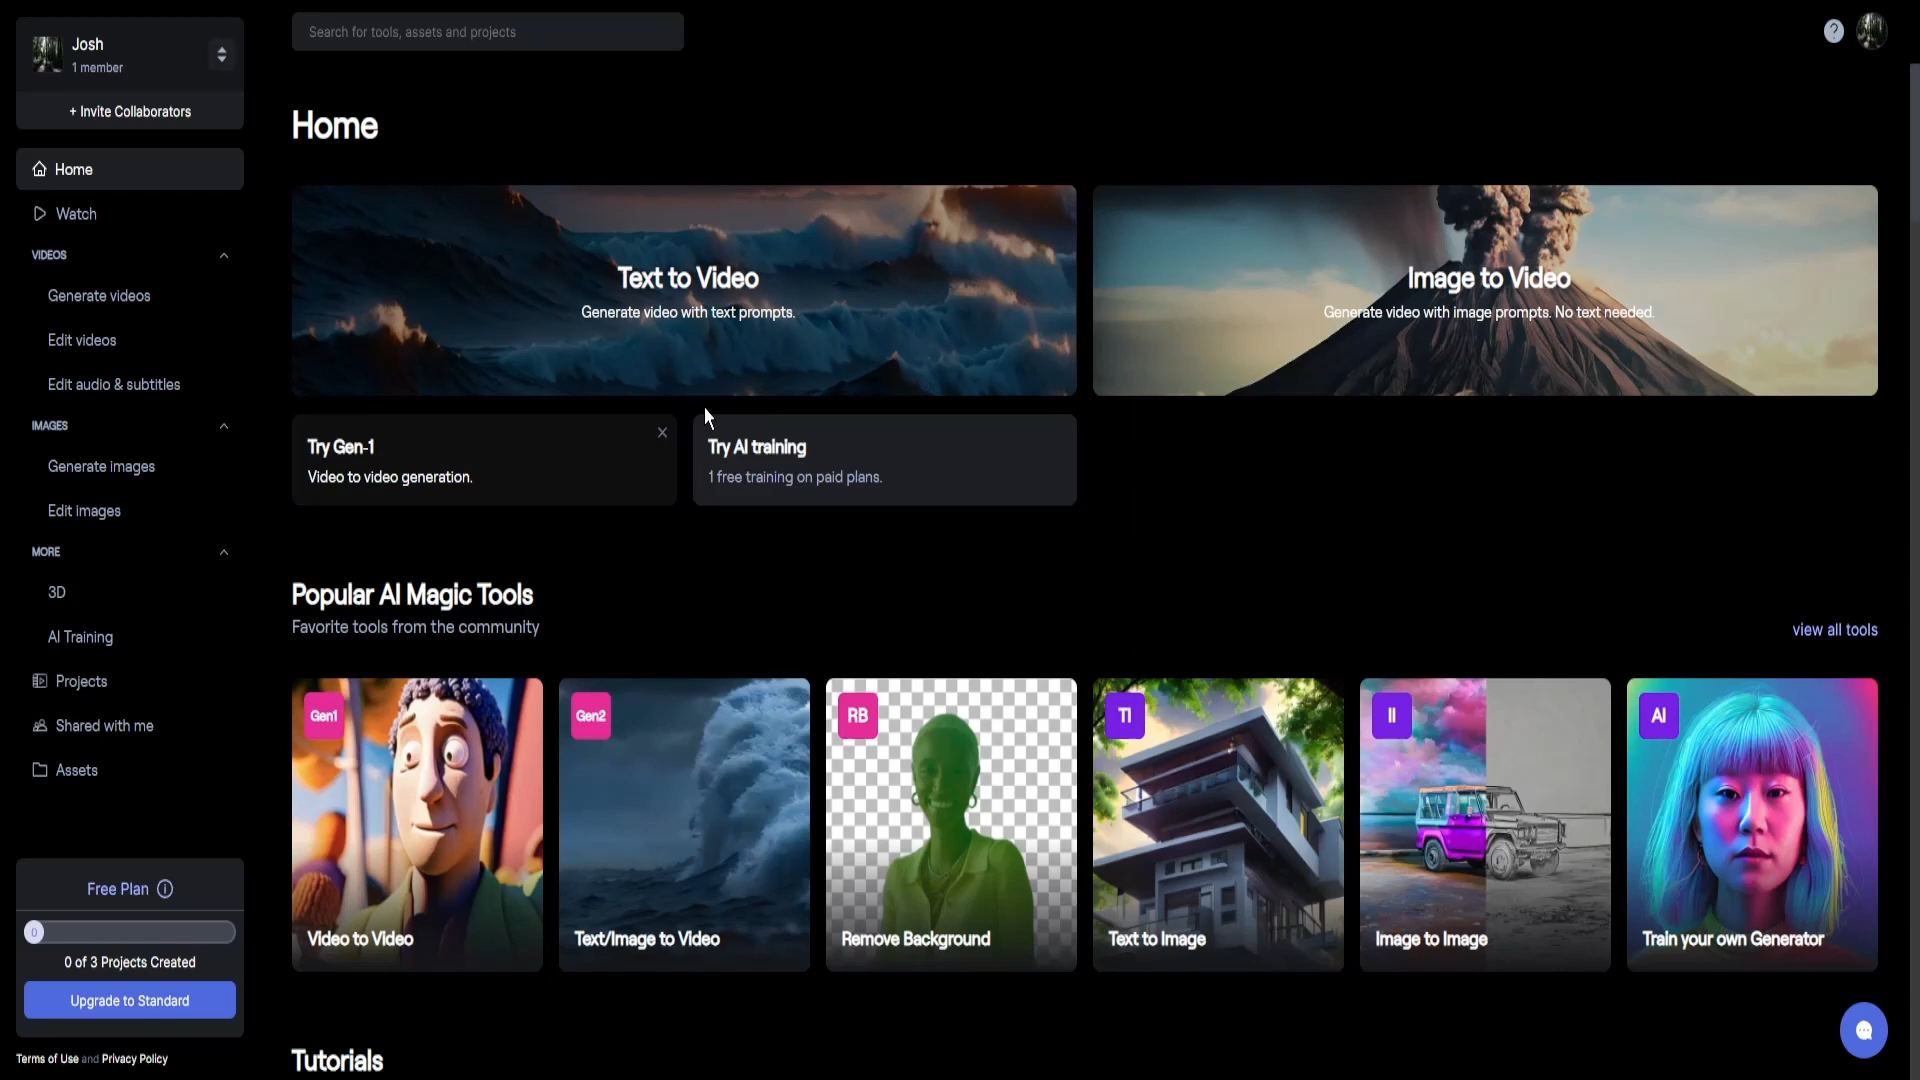 Josh
1 member
+ Invite Collaborators
Home
Watch
VIDEOS
Generate videos
Edit videos
Edit audio & subtitles
IMAGES
Generate images
Edit images
MORE
3D
AI Training
Projects
Shared with me
Assets
Free Plan
0
0 of 3 Projects Created
Upgrade to Standard
Terms of Use and Privacy Policy
Search for tools, assets and projects
?
Home
Text to Video
Generate video with text prompts.
Image to Video
Generate video with image prompts. No text needed.
Try Gen-1
Video to video generation.
Try AI training
1 free training on paid plans.
Popular AI Magic Tools
Favorite tools from the community
view all tools
Gen1
Video to Video
Gen2
Text/Image to Video
RB
Remove Background
TI
Text to Image
II
Image to Image
AI
Train your own Generator
Tutorials